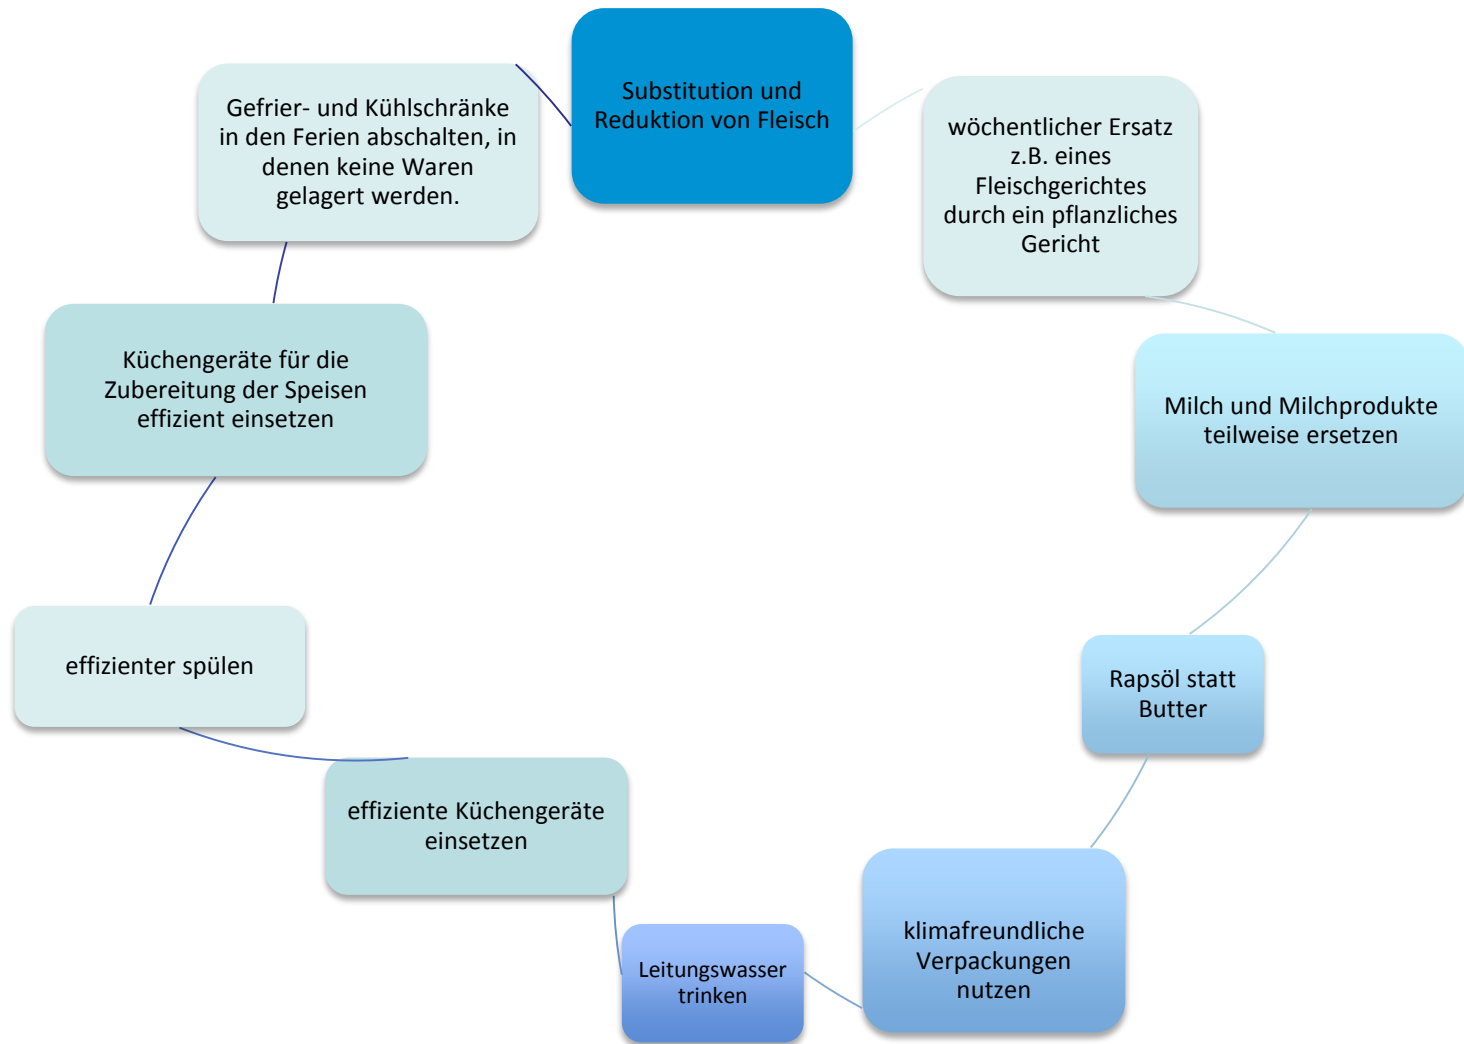 Substitution und
Reduktion von Fleisch
wöchentlicher Ersatz
z.B. eines
Fleischgerichtes
durch ein pflanzliches
Gericht
Milch und Milchprodukte
teilweise ersetzen
Rapsöl statt
Butter
klimafreundliche
Verpackungen
nutzen
Leitungswasser
trinken
effiziente Küchengeräte
einsetzen
effizienter spülen
Küchengeräte für die
Zubereitung der Speisen
effizient einsetzen
Gefrier- und Kühlschränke
in den Ferien abschalten, in
denen keine Waren
gelagert werden.